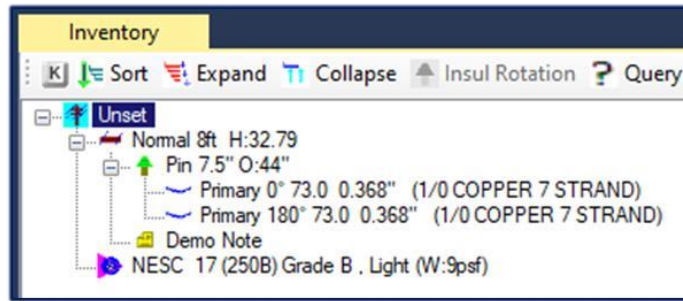 Inventory
K Sort Expand Collapse Insul Rotation ? Query
Unset
Normal 8ft H:32.79
Pin 7.5" O:44"
Primary 0° 73.0 0.368" (1/0 COPPER 7 STRAND)
Primary 180° 73.0 0.368" (1/0 COPPER 7 STRAND)
Demo Note
NESC 17 (250B) Grade B , Light (W:9psf)